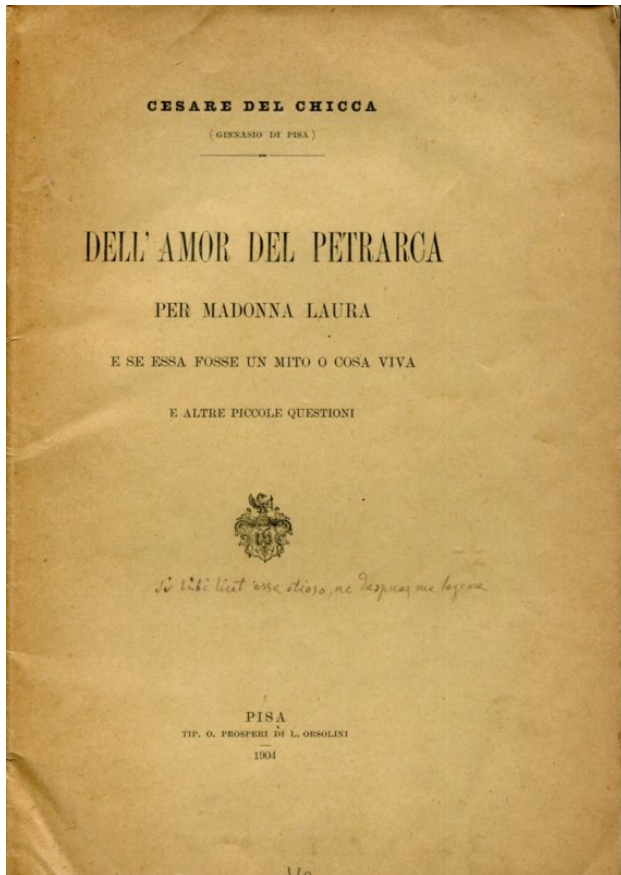 CESARE DEL CHICCA
(GINNASIO DI PISA)
DELL' AMOR DEL PETRARCA
PER MADONNA LAURA
E SE ESSA FOSSE UN MITO O COSA VIVA
E ALTRE PICCOLE QUESTIONI
Si tibi licet esse otioso, ne me legere
PISA
TIP. O. PROSPERI DI L. ORSOLINI
1904